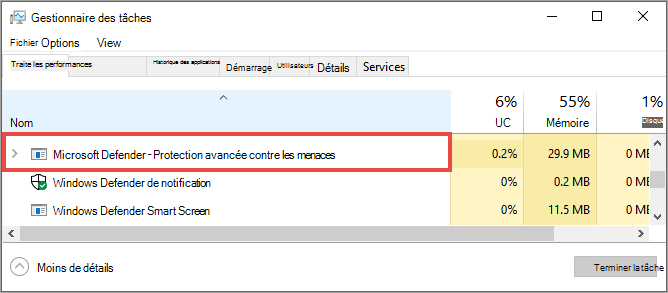 Gestionnaire des tâches
Fichier Options View
Traite les performances Historique des applications Démarrage Utilisateurs Détails Services
6% 55% 1%
Nom UC Mémoire Disque
Microsoft Defender - Protection avancée contre les menaces 0.2% 29.9 MB 0 MB
Windows Defender de notification 0% 0.2 MB 0 MB
Windows Defender Smart Screen 0% 11.5 MB 0 MB
Moins de détails Terminer latâche